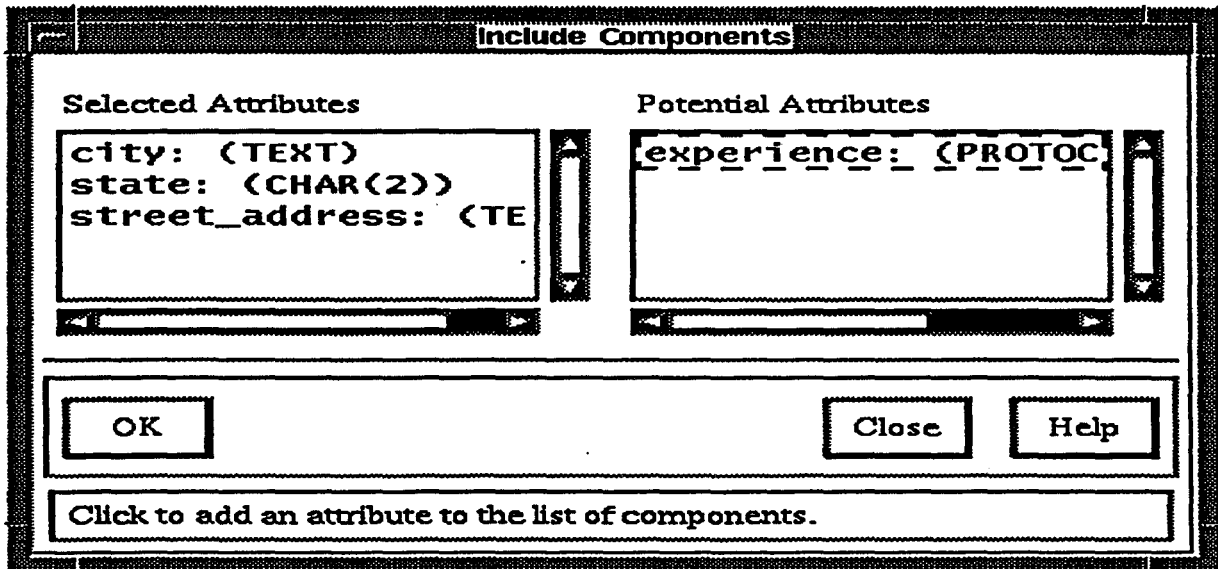 Include Components
Selected Attributes
Potential Attributes
city: (TEXT)
state: (CHAR(2))
street_address: (TE
experience: (PROTOC
OK
Close
Help
Click to add an attribute to the list of components.